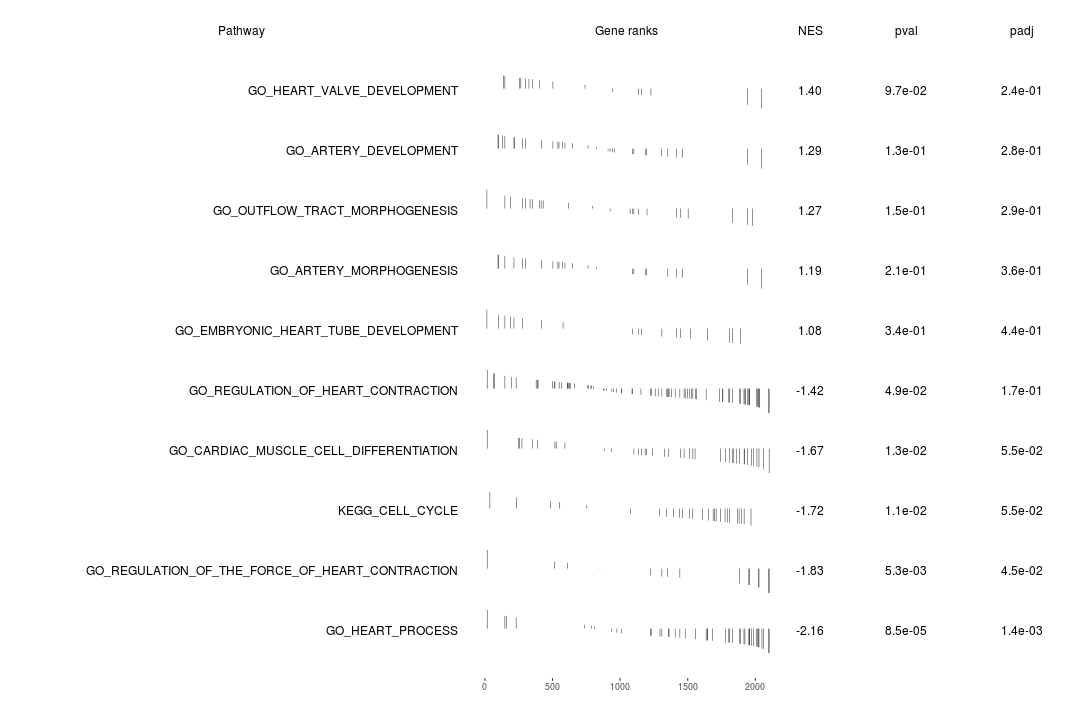 Pathway Gene ranks NES pval padj
GO_HEART_VALVE_DEVELOPMENT 1.40 9.7e-02 2.4e-01
GO_ARTERY_DEVELOPMENT 1.29 1.3e-01 2.8e-01
GO_OUTFLOW_TRACT_MORPHOGENESIS 1.27 1.5e-01 2.9e-01
GO_ARTERY_MORPHOGENESIS 1.19 2.1e-01 3.6e-01
GO_EMBRYONIC_HEART_TUBE_DEVELOPMENT 1.08 3.4e-01 4.4e-01
GO_REGULATION_OF_HEART_CONTRACTION -1.42 4.9e-02 1.7e-01
GO_CARDIAC_MUSCLE_CELL_DIFFERENTIATION -1.67 1.3e-02 5.5e-02
KEGG_CELL_CYCLE -1.72 1.1e-02 5.5e-02
GO_REGULATION_OF_THE_FORCE_OF_HEART_CONTRACTION -1.83 5.3e-03 4.5e-02
GO_HEART_PROCESS -2.16 8.5e-05 1.4e-03
0 500 1000 1500 2000